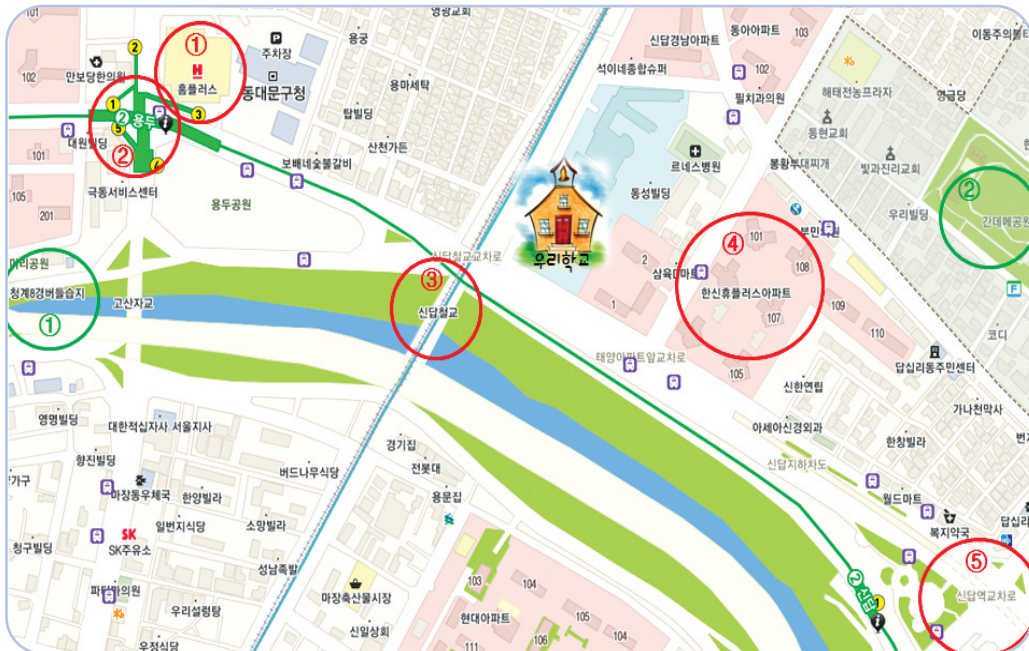 영광교회
101
102
만보당한의원
2
1
3
5
2 용두
②
대원빌딩
극동서비스센터
101
105
201
①
H
홈플러스
P
주차장
동대문구청
용궁
용마세탁
탑빌딩
산천가든
보배네숯불갈비
용두공원
신답경남아파트
석이네종합슈퍼
동아아파트
103
102
필치과의원
르네스병원
동성빌딩
우리학교
해태전농프라자
동현교회
빛과진리교회
봉황부대찌개
우리빌딩
영금당
이동주의볼터
②
간데메공원
F
코디
신답철교교차로
③
신답철교
④
101
108
107
105
한신휴플러스아파트
2
1
109
110
태양아파트앞교차로
신한연립
답십리동주민센터
가나천막사
아세아신경외과
한창빌라
신답지하차도
월드마트
복지약국
답십리
⑤
신답역교차로
2 신답
청계8경버들습지
①
고산자교
영명빌딩
대한적십자사 서울지사
향진빌딩
마장동우체국
한양빌라
버드나무식당
일번지식당
소망빌라
SK
SK주유소
청구빌딩
성남족발
우리설렁탕
우정식당
경기집
전봇대
용문집
마장축산물시장
신일상회
103
104
105
104
106
111
현대아파트